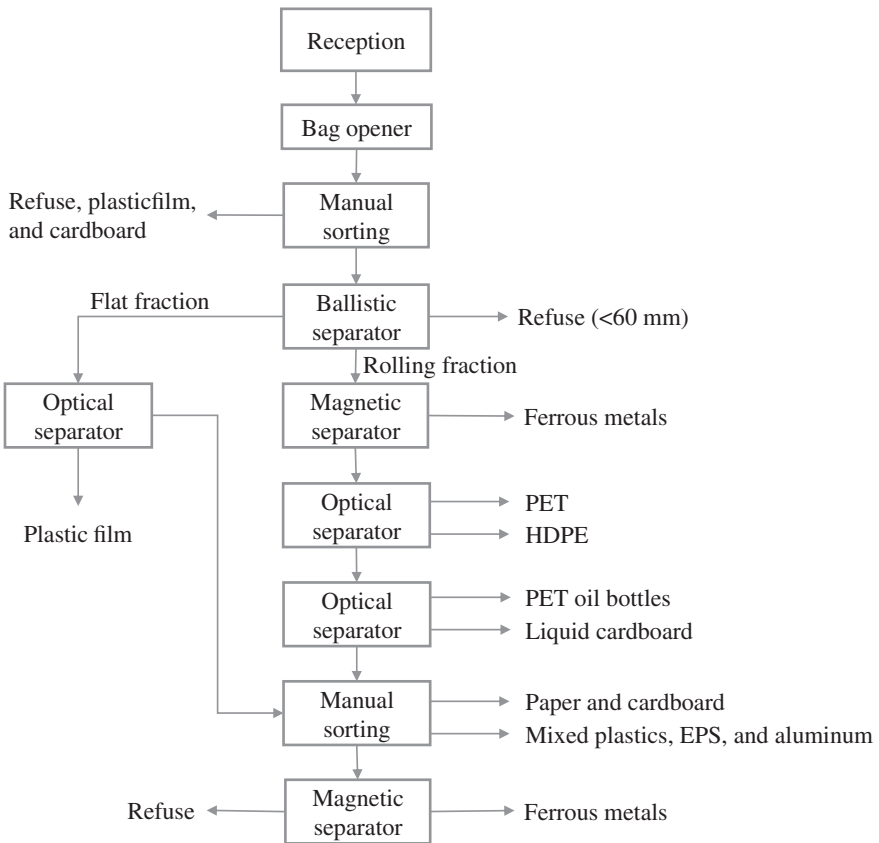 Reception
Bag opener
Refuse, plasticfilm,
and cardboard
Manual
sorting
Flat fraction
Ballistic
separator
Refuse (<60 mm)
Rolling fraction
Optical
separator
Magnetic
separator
Ferrous metals
Plastic film
Optical
separator
PET
HDPE
Optical
separator
PET oil bottles
Liquid cardboard
Manual
sorting
Paper and cardboard
Mixed plastics, EPS, and aluminum
Refuse
Magnetic
separator
Ferrous metals